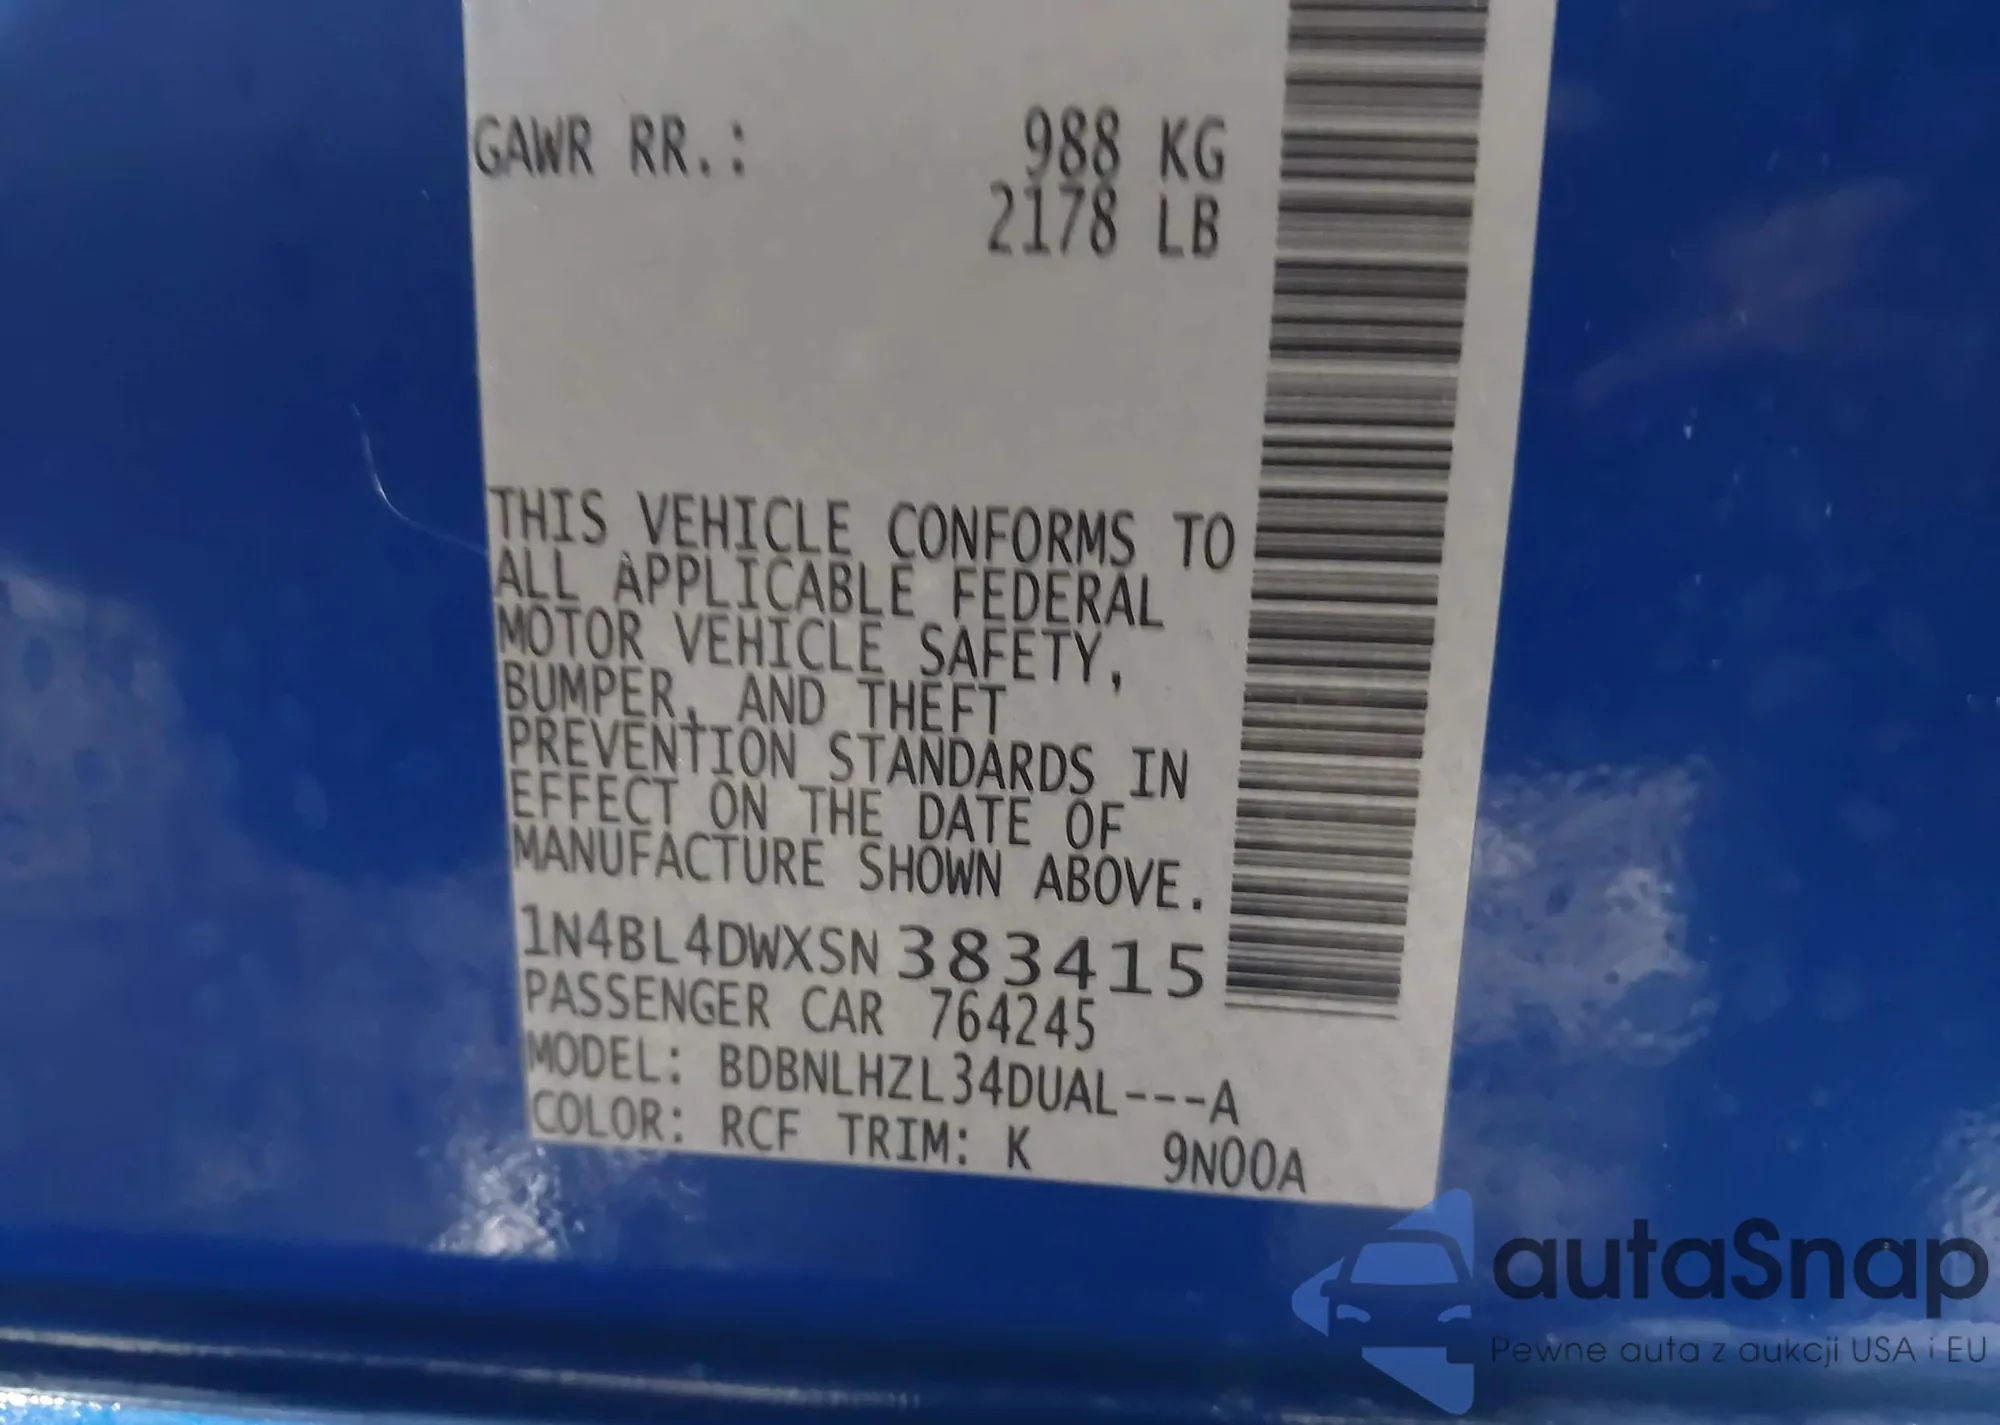 GAWR RR.: 988 KG
2178 LB
THIS VEHICLE CONFORMS TO
ALL APPLICABLE FEDERAL
MOTOR VEHICLE SAFETY,
BUMPER, AND THEFT
PREVENTION STANDARDS IN
EFFECT ON THE DATE OF
MANUFACTURE SHOWN ABOVE.
1N4BL4DWXSN383415
PASSENGER CAR 764245
MODEL: BDBNLHZL34DUAL---A
COLOR: RCF TRIM: K 9N00A
autaSnap
Pewne auta z aukcji USA i EU